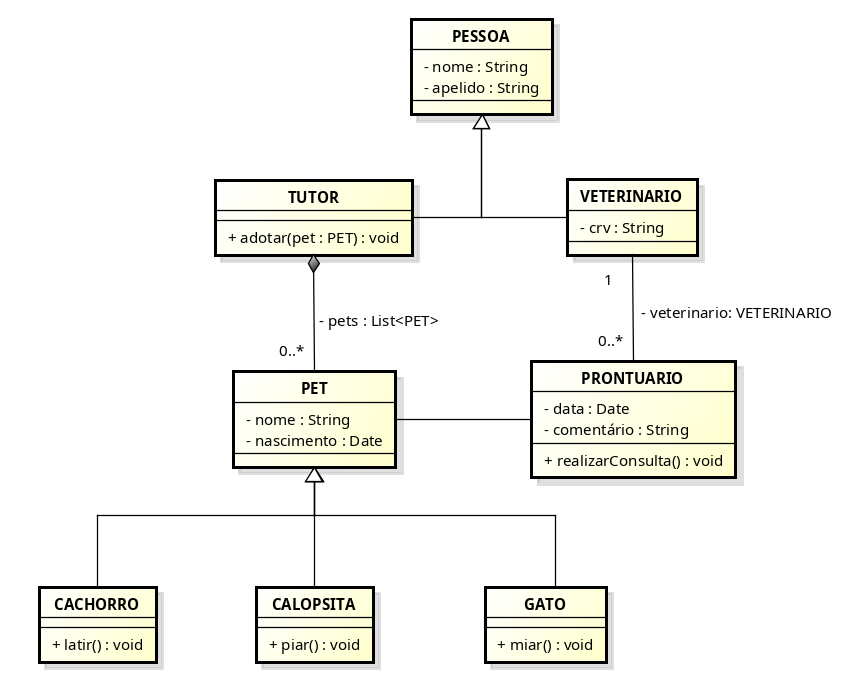 PESSOA
- nome : String
- apelido : String
TUTOR
+ adotar(pet : PET) : void
VETERINARIO
- crv : String
1
- veterinario: VETERINARIO
0..*
- pets : List<PET>
0..*
PET
- nome : String
- nascimento : Date
PRONTUARIO
- data : Date
- comentário : String
+ realizarConsulta() : void
CACHORRO
+ latir() : void
CALOPSITA
+ piar() : void
GATO
+ miar() : void